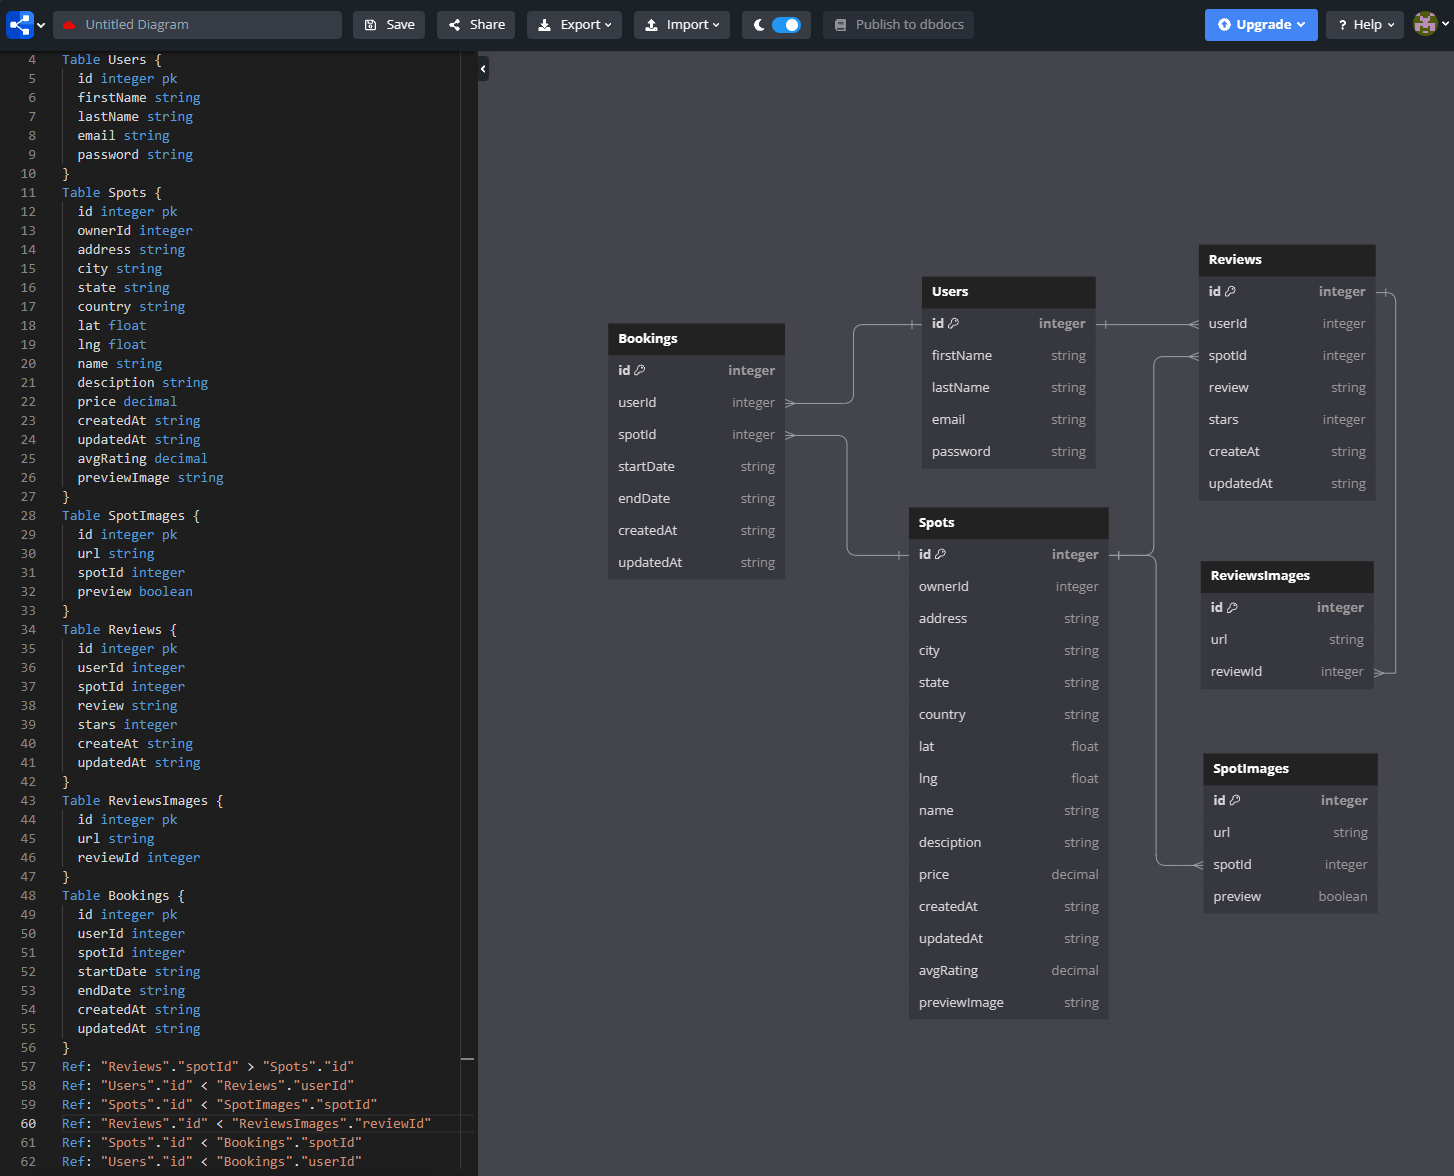 Untitled Diagram
Save
Share
Export
Import
Publish to dbdocs
Upgrade
? Help
4 Table Users {
5 id integer pk
6 firstName string
7 lastName string
8 email string
9 password string
10 }
11 Table Spots {
12 id integer pk
13 ownerId integer
14 address string
15 city string
16 state string
17 country string
18 lat float
19 lng float
20 name string
21 desciption string
22 price decimal
23 createdAt string
24 updatedAt string
25 avgRating decimal
26 previewImage string
27 }
28 Table SpotImages {
29 id integer pk
30 url string
31 spotId integer
32 preview boolean
33 }
34 Table Reviews {
35 id integer pk
36 userId integer
37 spotId integer
38 review string
39 stars integer
40 createAt string
41 updatedAt string
42 }
43 Table ReviewsImages {
44 id integer pk
45 url string
46 reviewId integer
47 }
48 Table Bookings {
49 id integer pk
50 userId integer
51 spotId integer
52 startDate string
53 endDate string
54 createdAt string
55 updatedAt string
56 }
57 Ref: "Reviews"."spotId" > "Spots"."id"
58 Ref: "Users"."id" < "Reviews"."userId"
59 Ref: "Spots"."id" < "SpotImages"."spotId"
60 Ref: "Reviews"."id" < "ReviewsImages"."reviewId"
61 Ref: "Spots"."id" < "Bookings"."spotId"
62 Ref: "Users"."id" < "Bookings"."userId"
Bookings
id integer
userId integer
spotId integer
startDate string
endDate string
createdAt string
updatedAt string
Users
id integer
firstName string
lastName string
email string
password string
Spots
id integer
ownerId integer
address string
city string
state string
country string
lat float
lng float
name string
desciption string
price decimal
createdAt string
updatedAt string
avgRating decimal
previewImage string
Reviews
id integer
userId integer
spotId integer
review string
stars integer
createAt string
updatedAt string
ReviewsImages
id integer
url string
reviewId integer
SpotImages
id integer
url string
spotId integer
preview boolean